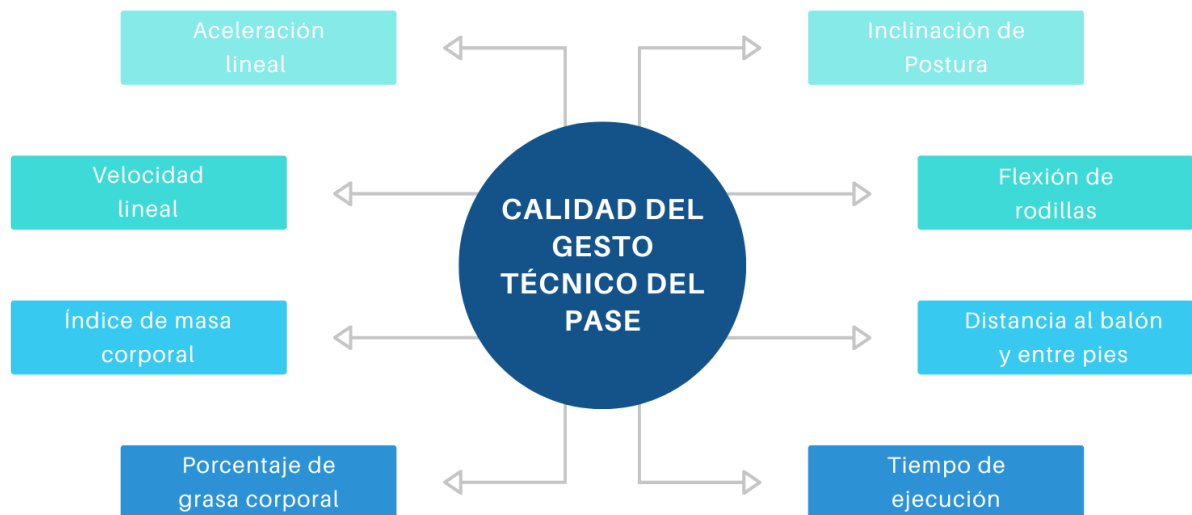 Aceleración
lineal
Inclinación de
Postura
Velocidad
lineal
Flexión de
rodillas
CALIDAD DEL
GESTO
TÉCNICO DEL
PASE
Índice de masa
corporal
Distancia al balón
y entre pies
Porcentaje de
grasa corporal
Tiempo de
ejecución